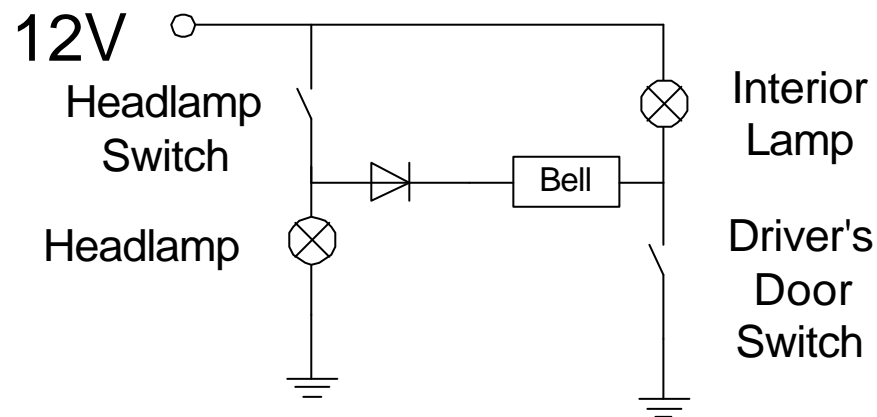 12V
Headlamp
Switch
Interior
Lamp
Bell
Headlamp
Driver's
Door
Switch